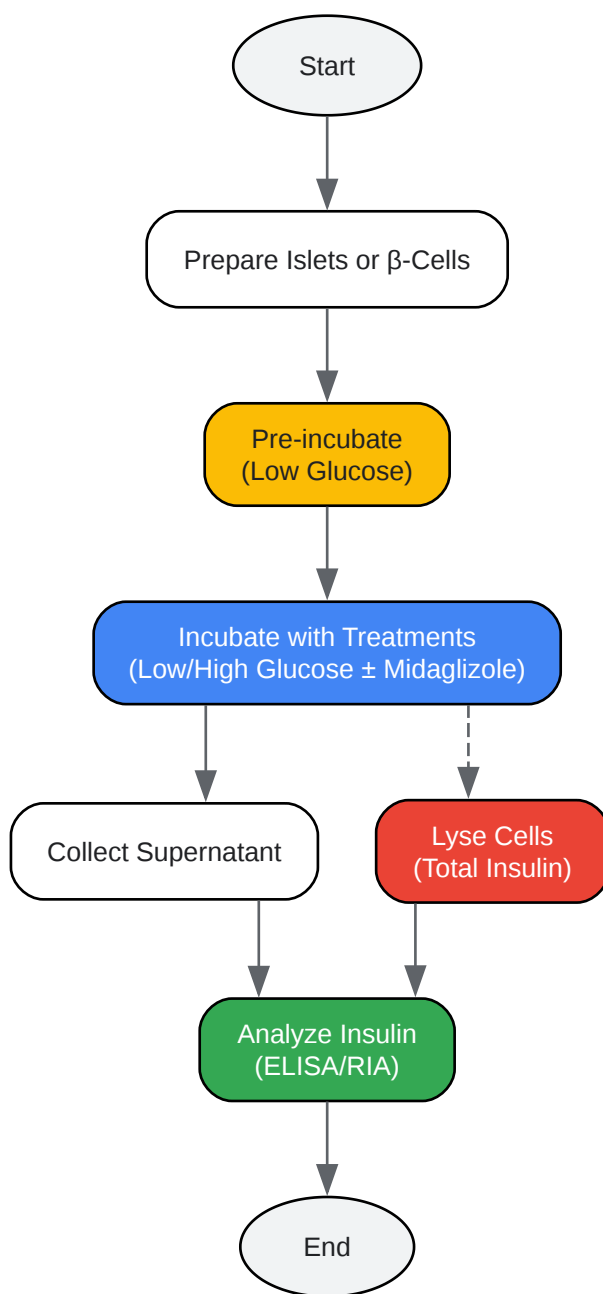 Start
Prepare Islets or β-Cells
Pre-incubate
(Low Glucose)
Incubate with Treatments
(Low/High Glucose ± Midaglizole)
Collect Supernatant
Lyse Cells
(Total Insulin)
Analyze Insulin
(ELISA/RIA)
End